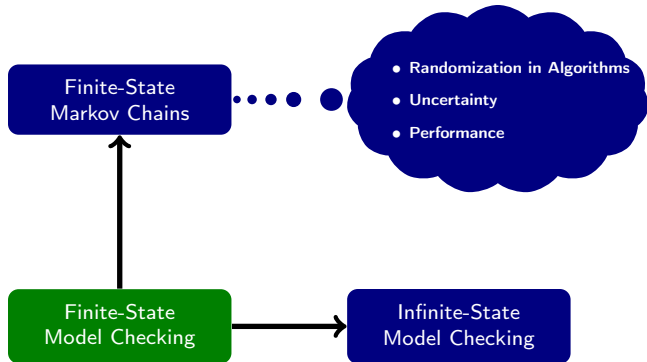 Finite-State
Markov Chains
• Randomization in Algorithms
• Uncertainty
• Performance
Finite-State
Model Checking
Infinite-State
Model Checking